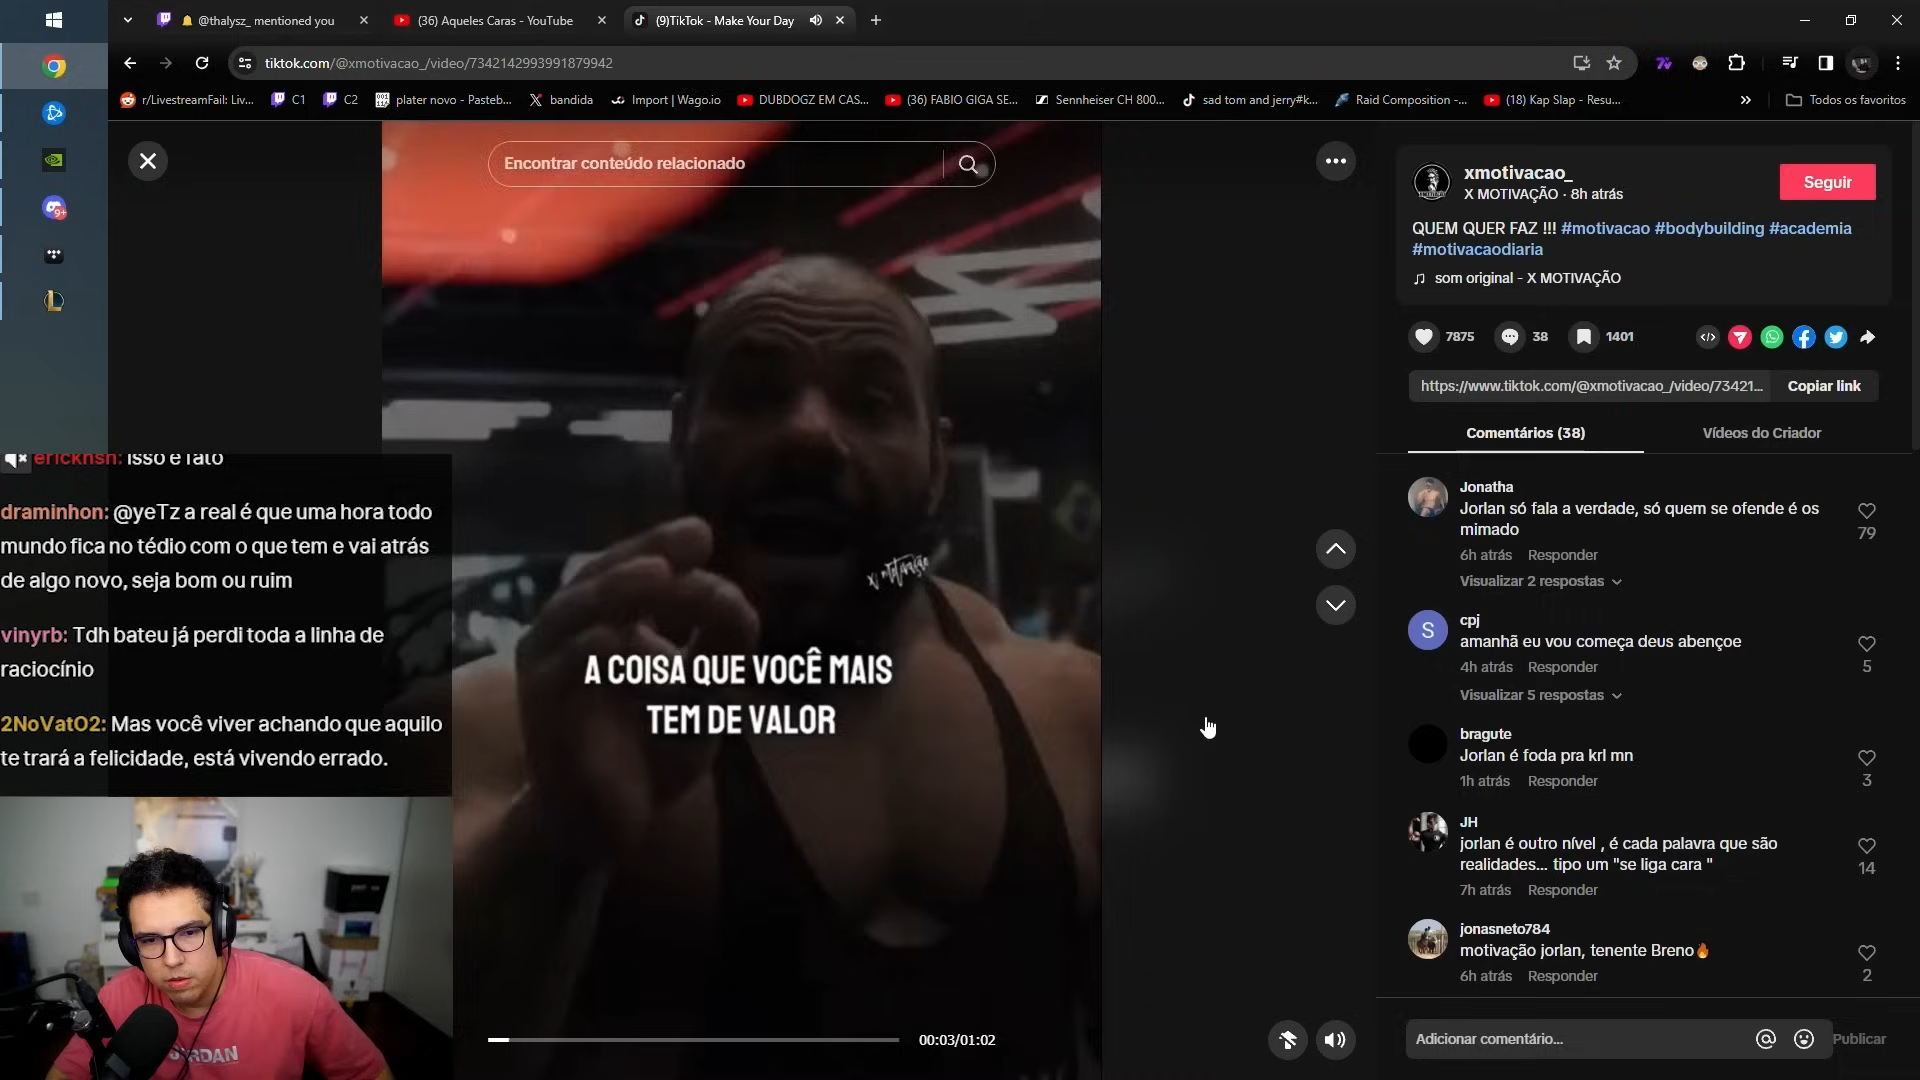 @thalysz_ mentioned you
(36) Aqueles Caras - YouTube
(9)TikTok - Make Your Day
tiktok.com/@xmotivacao_/video/7342142993991879942
r/LivestreamFail: Liv...
C1
C2
plater novo - Pasteb...
bandida
Import | Wago.io
DUBDOGZ EM CAS...
(36) FABIO GIGA SE...
Sennheiser CH 800...
sad tom and jerry#k...
Raid Composition -...
(18) Kap Slap - Resu...
Todos os favoritos
Encontrar conteúdo relacionado
xmotivacao_
X MOTIVAÇÃO · 8h atrás
Seguir
QUEM QUER FAZ !!! #motivacao #bodybuilding #academia
#motivacaodiaria
som original - X MOTIVAÇÃO
7875
38
1401
https://www.tiktok.com/@xmotivacao_/video/73421...
Copiar link
Comentários (38)
Vídeos do Criador
Jonatha
Jorlan só fala a verdade, só quem se ofende é os
mimado
79
6h atrás Responder
Visualizar 2 respostas
S
cpj
amanhã eu vou começa deus abençoe
5
4h atrás Responder
Visualizar 5 respostas
bragute
Jorlan é foda pra krl mn
3
1h atrás Responder
JH
jorlan é outro nível , é cada palavra que são
realidades... tipo um "se liga cara "
14
7h atrás Responder
jonasneto784
motivação jorlan, tenente Breno🔥
2
6h atrás Responder
Adicionar comentário...
Publicar
9+
ericknsh: isso é fato
draminhon: @yeTz a real é que uma hora todo
mundo fica no tédio com o que tem e vai atrás
de algo novo, seja bom ou ruim
vinyrb: Tdh bateu já perdi toda a linha de
raciocínio
2NoVatO2: Mas você viver achando que aquilo
te trará a felicidade, está vivendo errado.
x motivação
A COISA QUE VOCÊ MAIS
TEM DE VALOR
00:03/01:02
JORDAN